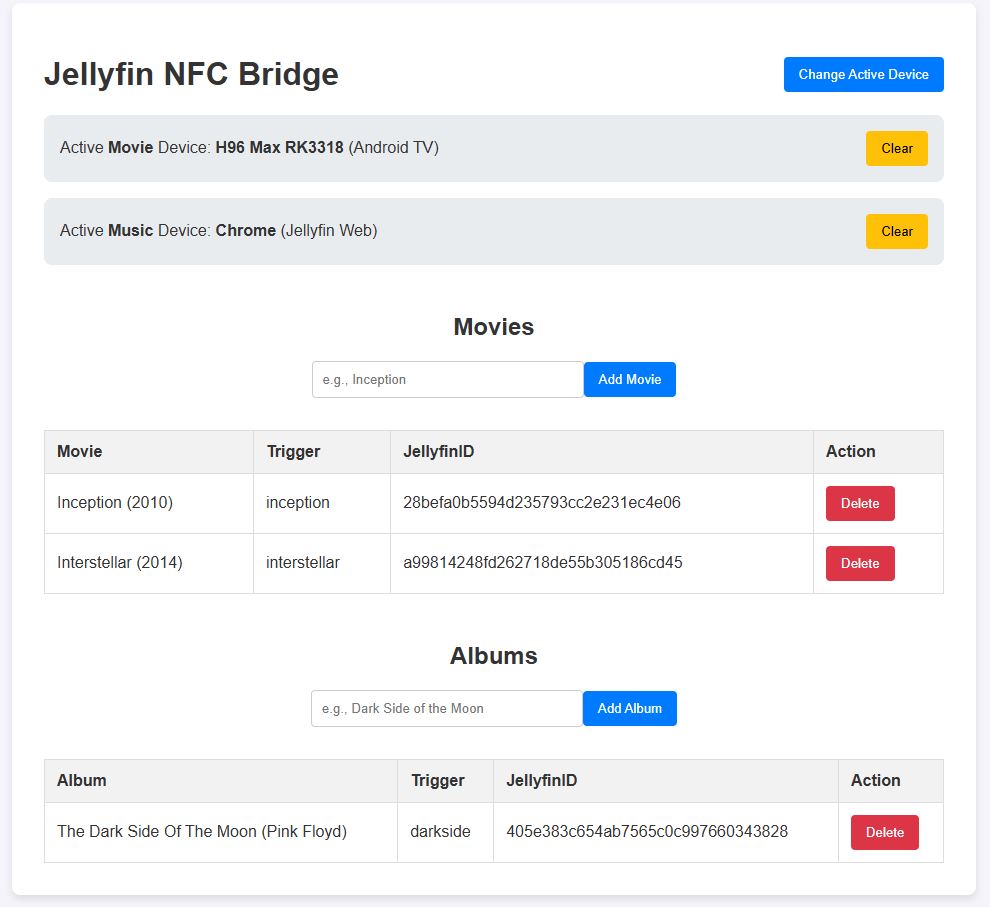 Jellyfin NFC Bridge
Change Active Device
Active Movie Device: H96 Max RK3318 (Android TV)
Clear
Active Music Device: Chrome (Jellyfin Web)
Clear
Movies
e.g., Inception
Add Movie
Movie Trigger JellyfinID Action
Inception (2010) inception 28befa0b5594d235793cc2e231ec4e06 Delete
Interstellar (2014) interstellar a99814248fd262718de55b305186cd45 Delete
Albums
e.g., Dark Side of the Moon
Add Album
Album Trigger JellyfinID Action
The Dark Side Of The Moon (Pink Floyd) darkside 405e383c654ab7565c0c997660343828 Delete